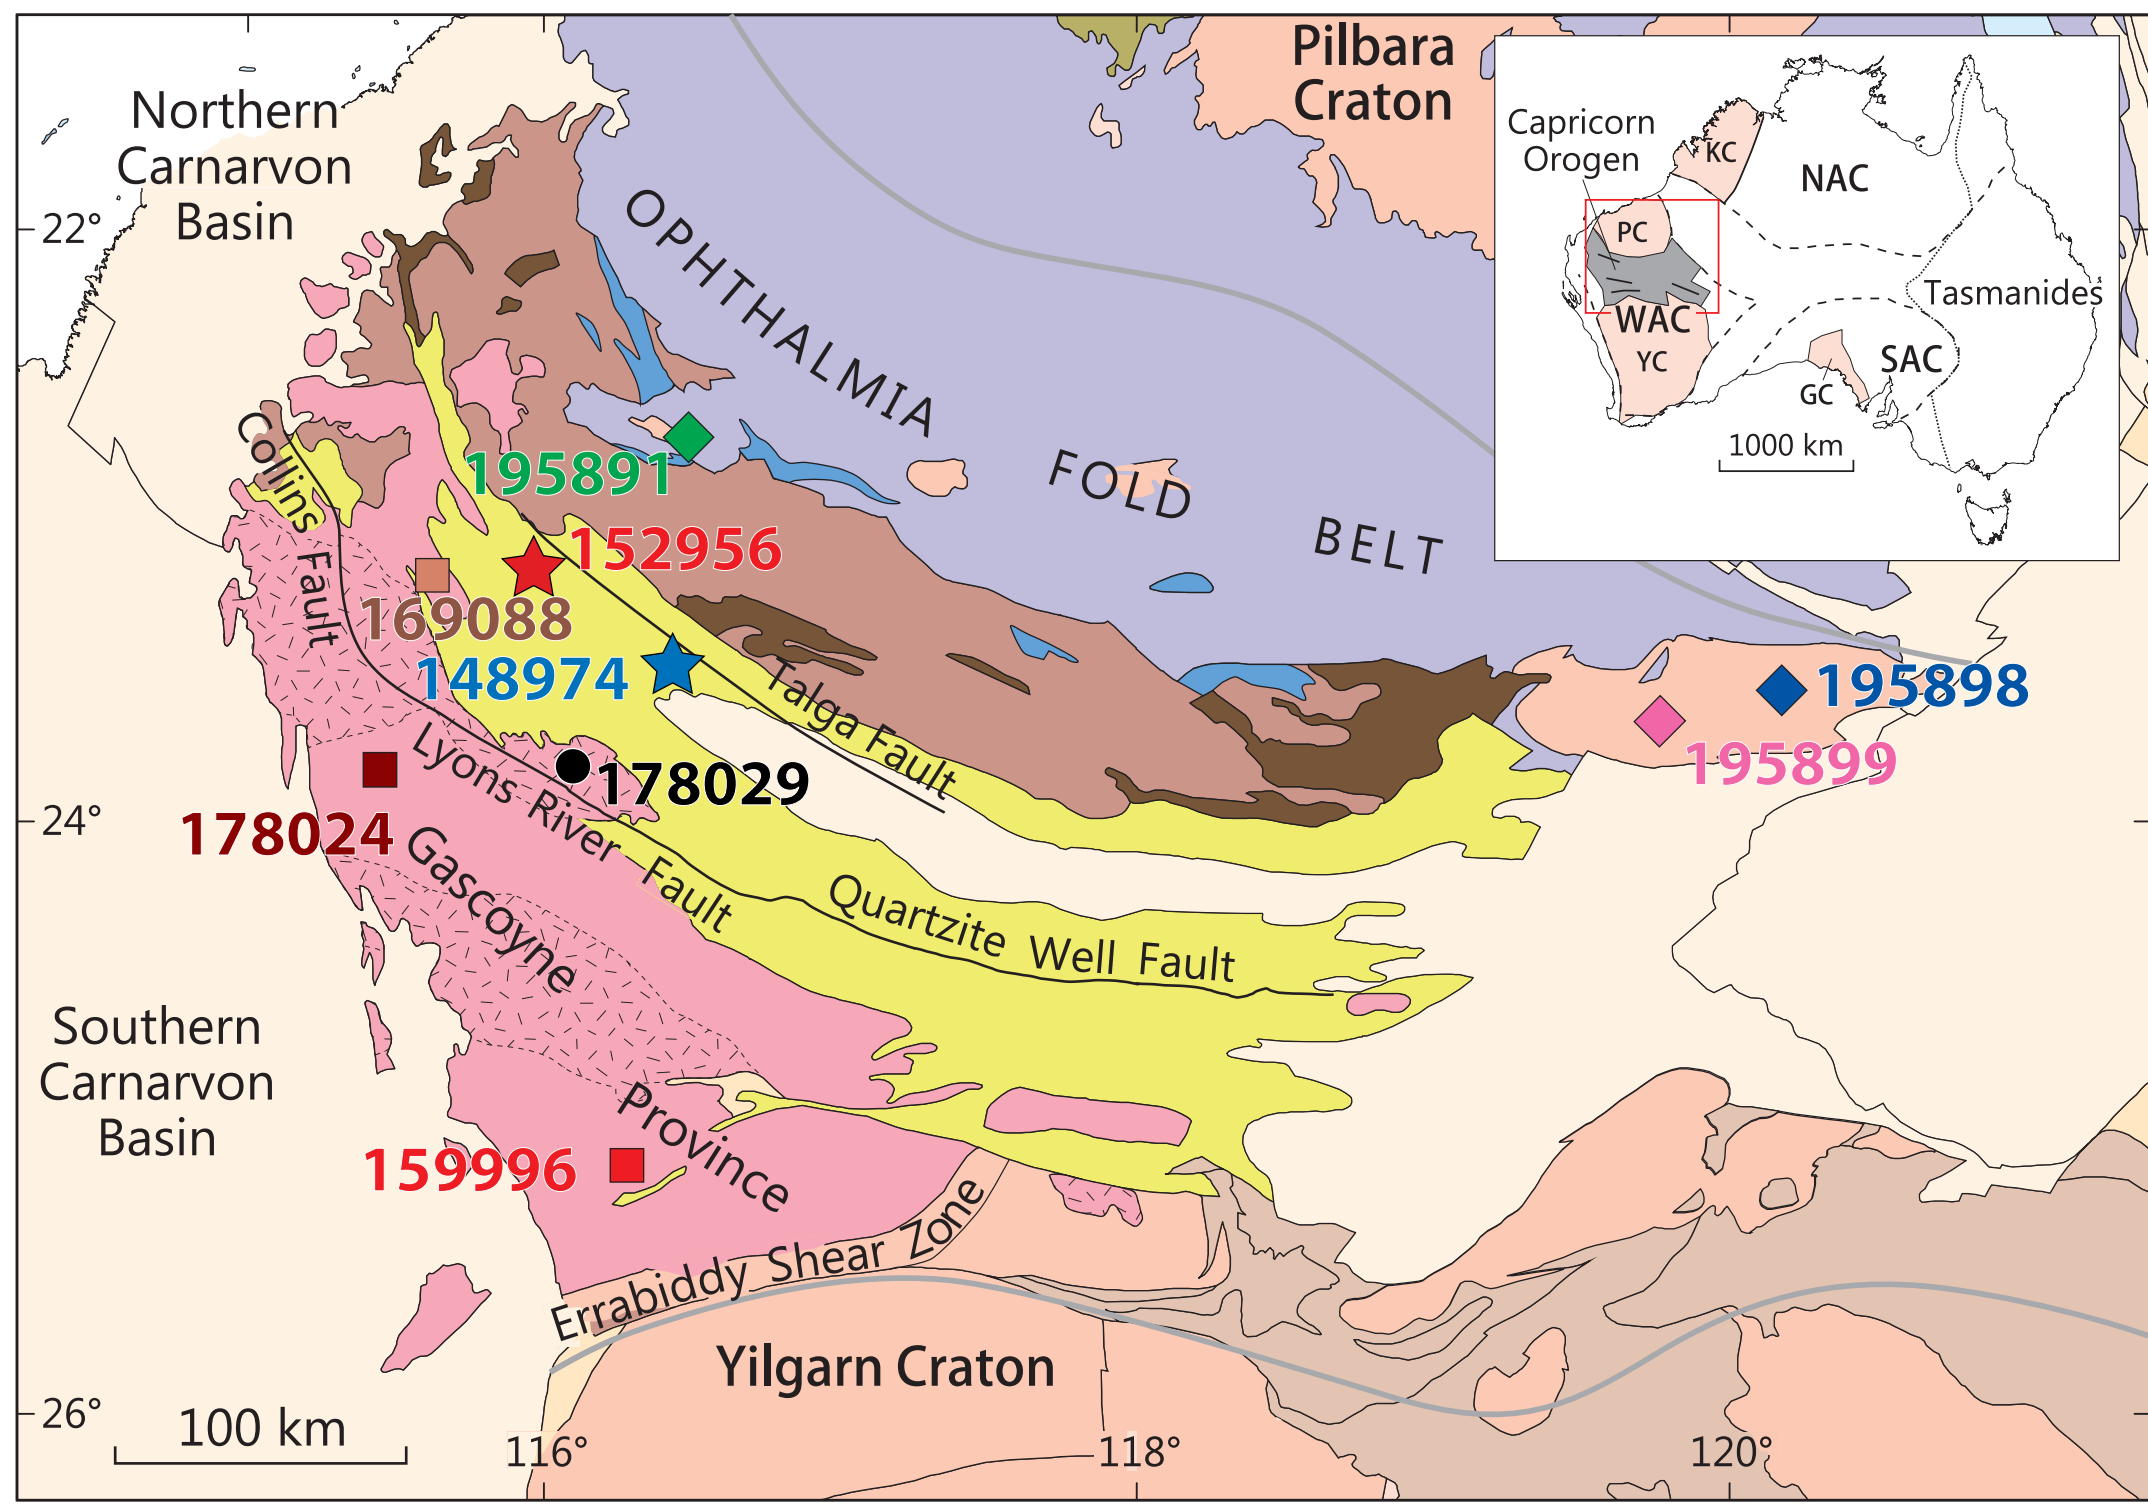 Northern
Carnarvon
Basin
Pilbara
Craton
Capricorn
Orogen
KC
NAC
PC
WAC
YC
Tasmanides
SAC
GC
1000 km
22°
OPHTHALMIA
FOLD
BELT
Collins Fault
195891
152956
169088
148974
Talga Fault
195898
195899
178029
Lyons River Fault
178024
24°
Gascoyne
Province
Quartzite Well Fault
Southern
Carnarvon
Basin
159996
Errabiddy Shear Zone
Yilgarn Craton
26°
100 km
116°
118°
120°